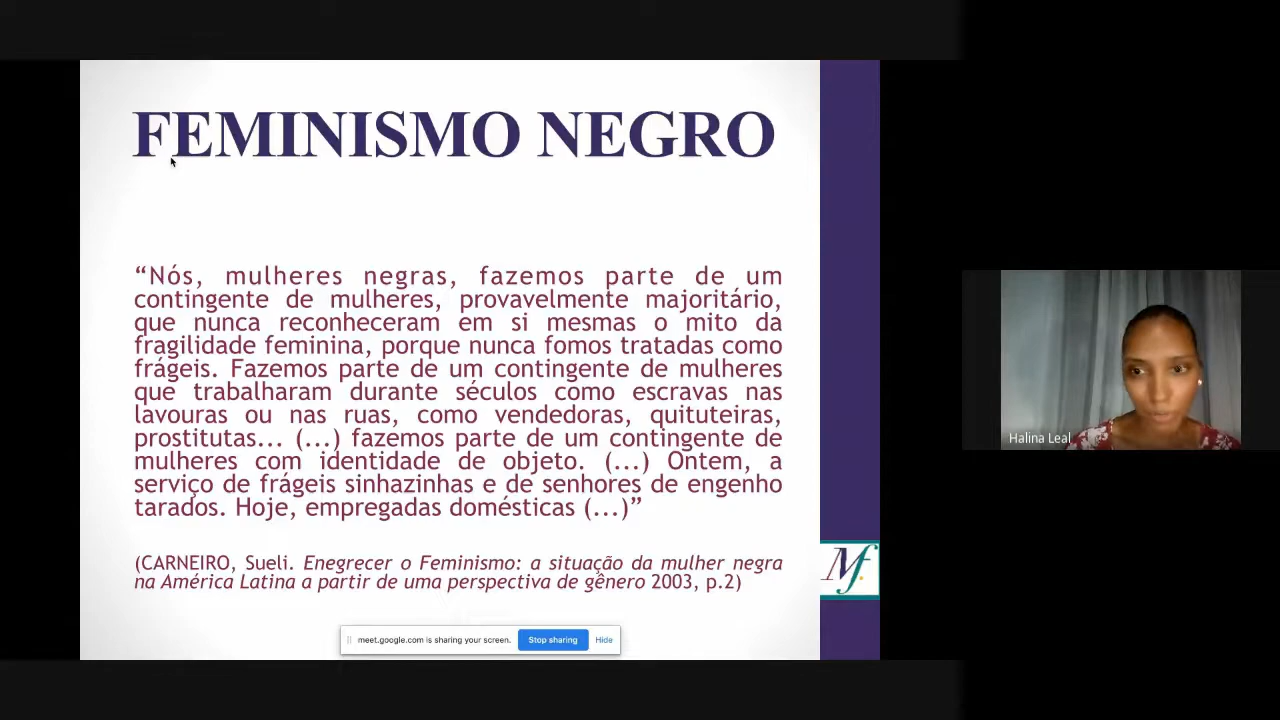 FEMINISMO NEGRO
“Nós, mulheres negras, fazemos parte de um
contingente de mulheres, provavelmente majoritário,
que nunca reconheceram em si mesmas o mito da
fragilidade feminina, porque nunca fomos tratadas como
frágeis. Fazemos parte de um contingente de mulheres
que trabalharam durante séculos como escravas nas
lavouras ou nas ruas, como vendedoras, quituteiras,
prostitutas... (...) fazemos parte de um contingente de
mulheres com identidade de objeto. (...) Ontem, a
serviço de frágeis sinhazinhas e de senhores de engenho
tarados. Hoje, empregadas domésticas (...)”
(CARNEIRO, Sueli. Enegrecer o Feminismo: a situação da mulher negra
na América Latina a partir de uma perspectiva de gênero 2003, p.2)
Mf.
meet.google.com is sharing your screen. Stop sharing Hide
Halina Leal